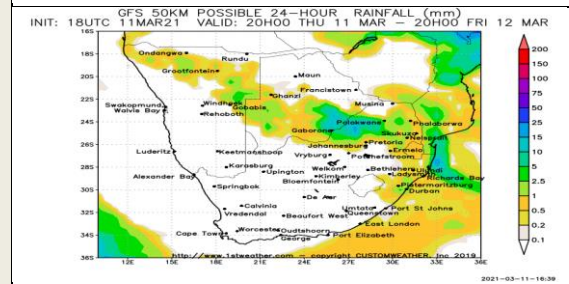 GFS 50KM POSSIBLE 24-HOUR RAINFALL (mm)
INIT: 18UTC 11MAR21 VALID: 20H00 THU 11 MAR - 20H00 FRI 12 MAR
16S
Ondangwa
Rundu
200
18S
Grootfontein
150
20S
Maun
100
Francistown
75
22S
Ghanzi
Musina
Swakopmund
Windhoek
Gobabis
50
Walvis Bay
Rehoboth
Polokwane
Phalaborwa
24S
25
Gaborone
Skukuza
Nelspruit
15
26S
Pretoria
Johannesburg
Ermelo
10
Luderitz
Keetmanshoop
Vryburg
Potchefstroom
Karasburg
5
28S
Upington
Welkom
Bethlehem
Ulundi
Ladysmith
Alexander Bay
Kimberley
Richards Bay
2.5
Springbok
Bloemfontein
Pietermaritzburg
30S
Durban
1
De Aar
Calvinia
Umtata
Port St Johns
0.5
32S
Vredendal
Beaufort West
Queenstown
0.2
East London
34S
Cape Town
Worcester
Oudtshoorn
0.1
George
Port Elizabeth
http://www.1stweather.com - copyright CUSTOMWEATHER, Inc 2019
36S
12E 15E 18E 21E 24E 27E 30E 33E 36E
2021-03-11-16:39